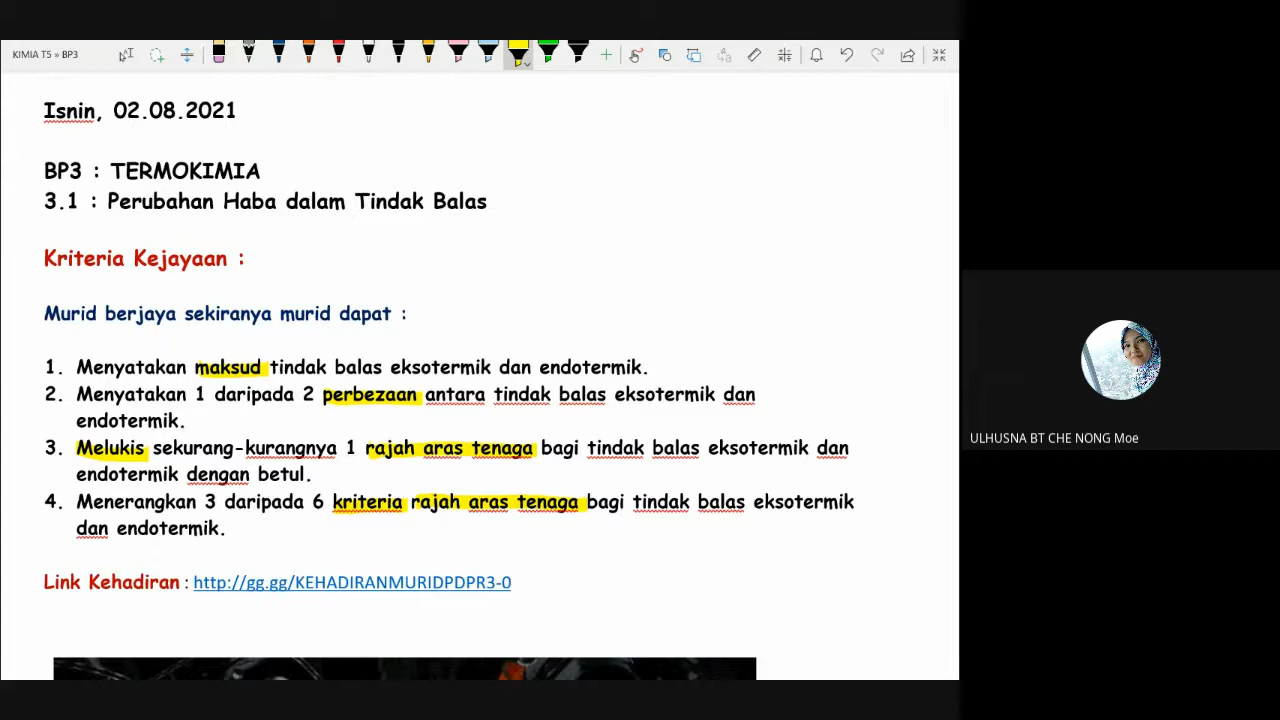 KIMIA T5 » BP3
Isnin, 02.08.2021
BP3 : TERMOKIMIA
3.1 : Perubahan Haba dalam Tindak Balas
Kriteria Kejayaan :
Murid berjaya sekiranya murid dapat :
1. Menyatakan maksud tindak balas eksotermik dan endotermik.
2. Menyatakan 1 daripada 2 perbezaan antara tindak balas eksotermik dan
endotermik.
3. Melukis sekurang-kurangnya 1 rajah aras tenaga bagi tindak balas eksotermik dan
endotermik dengan betul.
4. Menerangkan 3 daripada 6 kriteria rajah aras tenaga bagi tindak balas eksotermik
dan endotermik.
Link Kehadiran : http://gg.gg/KEHADIRANMURIDPDPR3-0
ULHUSNA BT CHE NONG Moe